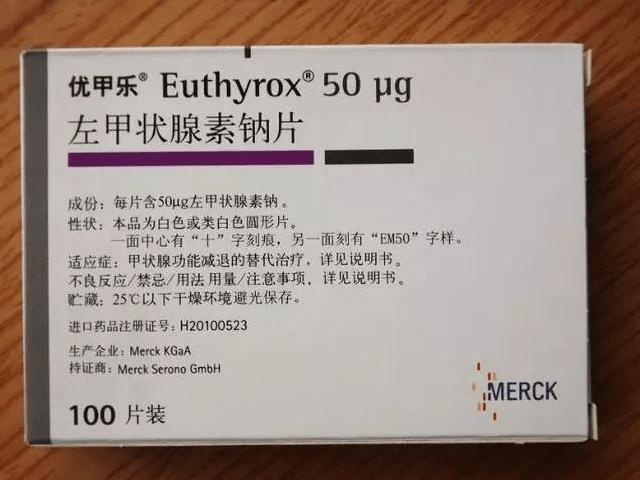 优甲乐® Euthyrox® 50 μg
左甲状腺素钠片
成份：每片含50μg左甲状腺素钠。
性状：本品为白色或类白色圆形片。
一面中心有“十”字刻痕，另一面刻有“EM50”字样。
适应症：甲状腺功能减退的替代治疗，详见说明书。
不良反应/禁忌/用法 用量/注意事项，详见说明书。
贮藏：25℃以下干燥环境避光保存。
进口药品注册证号：H20100523
生产企业：Merck KGaA
持证商：Merck Serono GmbH
100 片装
MERCK